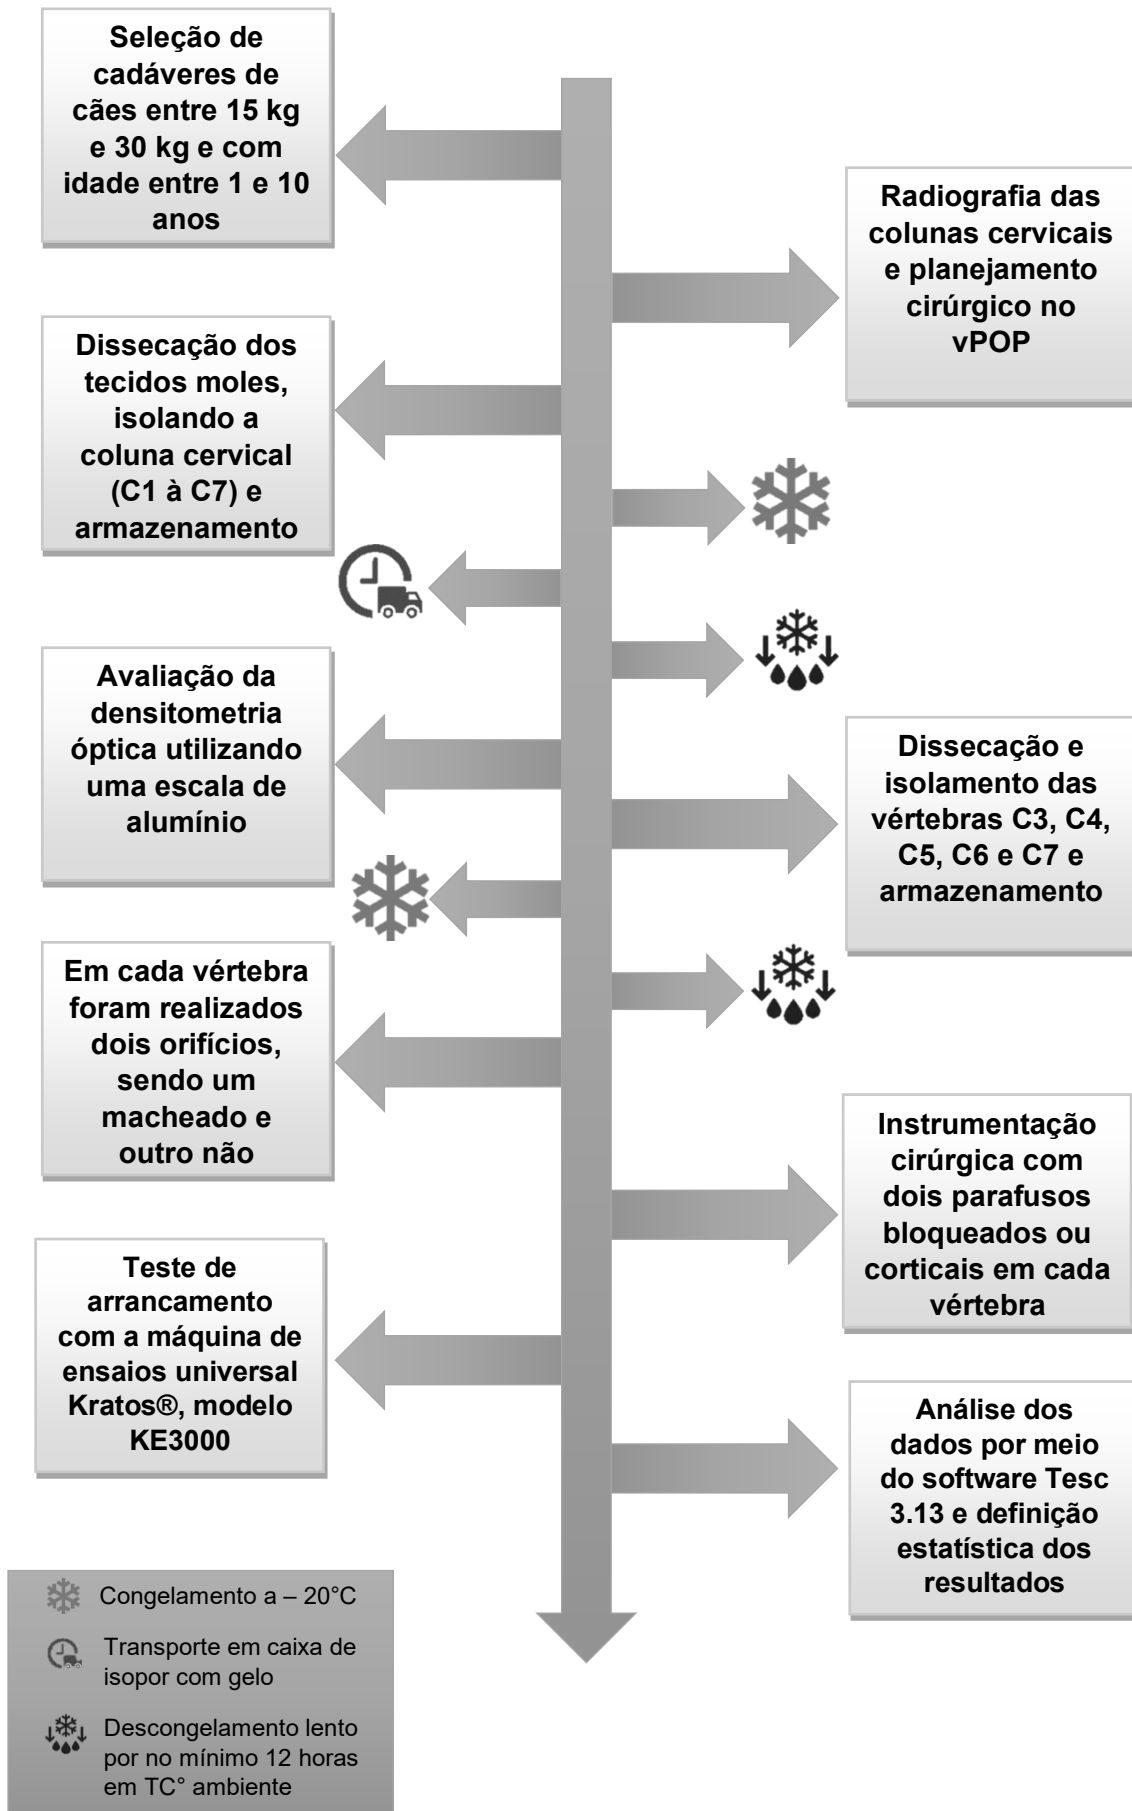 Seleção de
cadáveres de
cães entre 15 kg
e 30 kg e com
idade entre 1 e 10
anos
Radiografia das
colunas cervicais
e planejamento
cirúrgico no
vPOP
Dissecação dos
tecidos moles,
isolando a
coluna cervical
(C1 à C7) e
armazenamento
Avaliação da
densitometria
óptica utilizando
uma escala de
alumínio
Dissecação e
isolamento das
vértebras C3, C4,
C5, C6 e C7 e
armazenamento
Em cada vértebra
foram realizados
dois orifícios,
sendo um
macheado e
outro não
Instrumentação
cirúrgica com
dois parafusos
bloqueados ou
corticais em cada
vértebra
Teste de
arrancamento
com a máquina de
ensaios universal
Kratos®, modelo
KE3000
Análise dos
dados por meio
do software Tesc
3.13 e definição
estatística dos
resultados
Congelamento a – 20°C
Transporte em caixa de
isopor com gelo
Descongelamento lento
por no mínimo 12 horas
em TC° ambiente